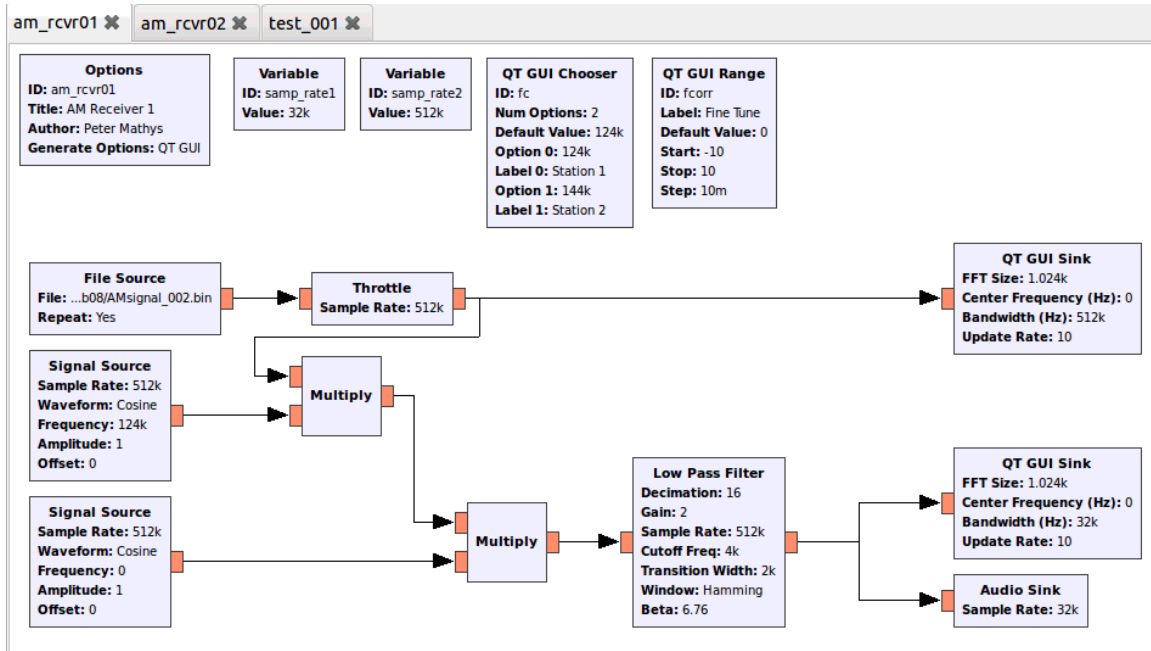 am_rcvr01 ✖
am_rcvr02 ✖
test_001 ✖
Options
ID: am_rcvr01
Title: AM Receiver 1
Author: Peter Mathys
Generate Options: QT GUI
Variable
ID: samp_rate1
Value: 32k
Variable
ID: samp_rate2
Value: 512k
QT GUI Chooser
ID: fc
Num Options: 2
Default Value: 124k
Option 0: 124k
Label 0: Station 1
Option 1: 144k
Label 1: Station 2
QT GUI Range
ID: fcorr
Label: Fine Tune
Default Value: 0
Start: -10
Stop: 10
Step: 10m
File Source
File: ...b08/AMsignal_002.bin
Repeat: Yes
Throttle
Sample Rate: 512k
QT GUI Sink
FFT Size: 1.024k
Center Frequency (Hz): 0
Bandwidth (Hz): 512k
Update Rate: 10
Signal Source
Sample Rate: 512k
Waveform: Cosine
Frequency: 124k
Amplitude: 1
Offset: 0
Multiply
Signal Source
Sample Rate: 512k
Waveform: Cosine
Frequency: 0
Amplitude: 1
Offset: 0
Multiply
Low Pass Filter
Decimation: 16
Gain: 2
Sample Rate: 512k
Cutoff Freq: 4k
Transition Width: 2k
Window: Hamming
Beta: 6.76
QT GUI Sink
FFT Size: 1.024k
Center Frequency (Hz): 0
Bandwidth (Hz): 32k
Update Rate: 10
Audio Sink
Sample Rate: 32k